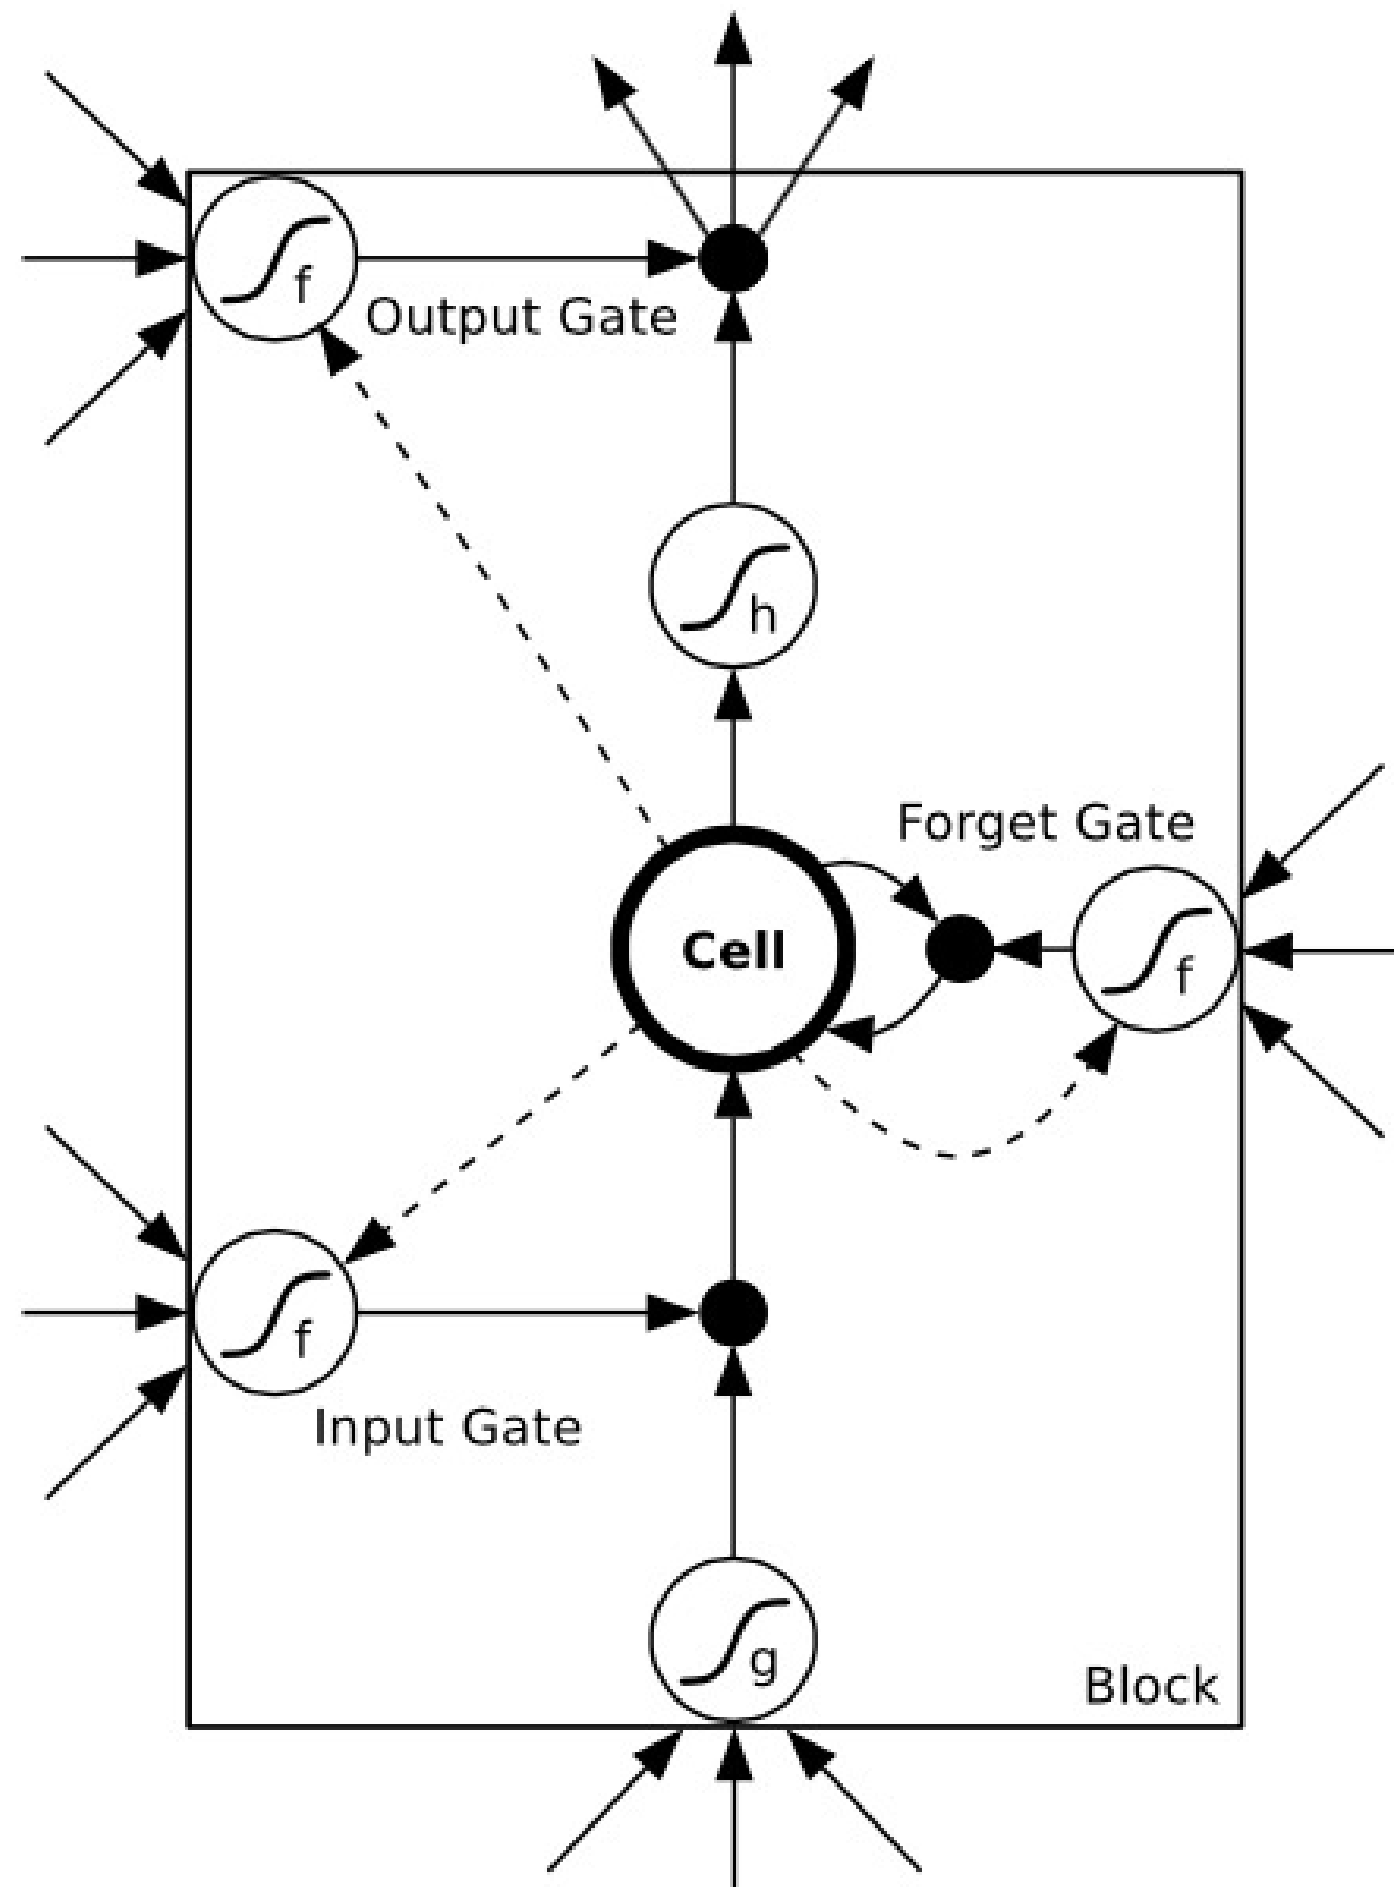 f
Output Gate
h
Forget Gate
Cell
f
f
Input Gate
g
Block